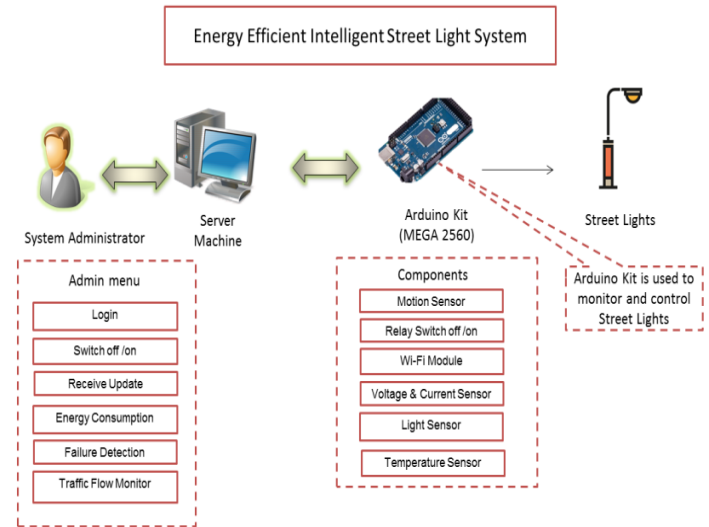 Energy Efficient Intelligent Street Light System
System Administrator
Server
Machine
Arduino Kit
(MEGA 2560)
Street Lights
Admin menu
Login
Switch off /on
Receive Update
Energy Consumption
Failure Detection
Traffic Flow Monitor
Components
Motion Sensor
Relay Switch off /on
Wi-Fi Module
Voltage & Current Sensor
Light Sensor
Temperature Sensor
Arduino Kit is used to
monitor and control
Street Lights